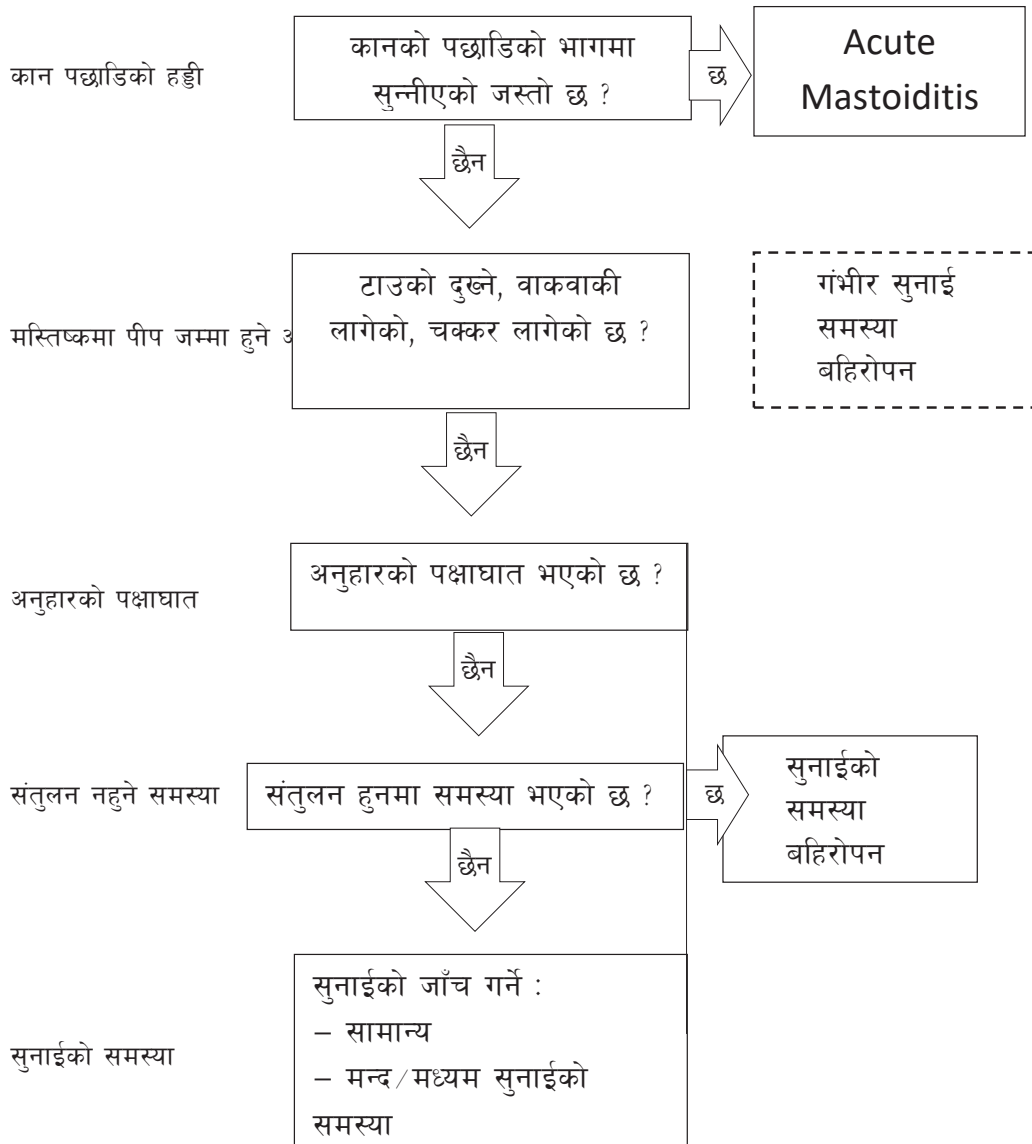 कान पछाडिको हड्डी
कानको पछाडिको भागमा
सुन्नीएको जस्तो छ ?
छ
Acute
Mastoiditis
छैन
मस्तिष्कमा पीप जम्मा हुने
टाउको दुख्ने, वाकवाकी
लागेको, चक्कर लागेको छ ?
गंभीर सुनाई
समस्या
बहिरोपन
छैन
अनुहारको पक्षाघात
अनुहारको पक्षाघात भएको छ ?
छैन
संतुलन नहुने समस्या
संतुलन हुनमा समस्या भएको छ ?
छ
सुनाईको
समस्या
बहिरोपन
छैन
सुनाईको समस्या
सुनाईको जाँच गर्ने :
– सामान्य
– मन्द/मध्यम सुनाईको
समस्या